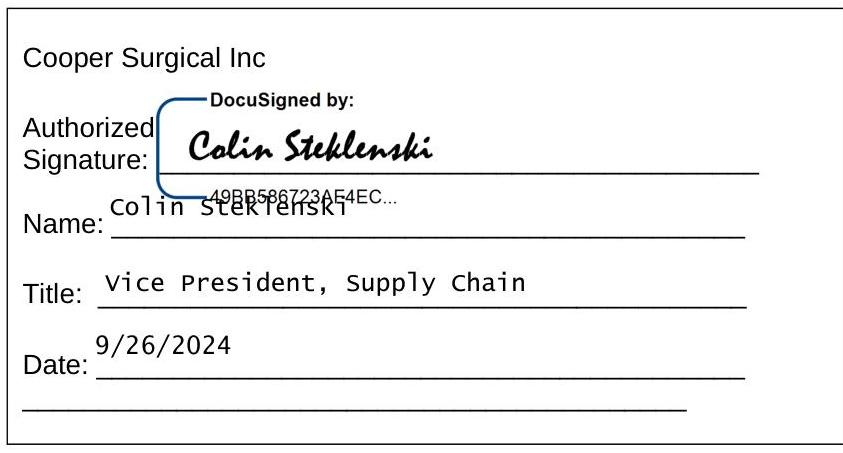 Cooper Surgical Inc
DocuSigned by:
Authorized
Signature: Colin Steklenski
49BB586723AF4EC...
Name: Colin Steklenski
Title: Vice President, Supply Chain
Date: 9/26/2024